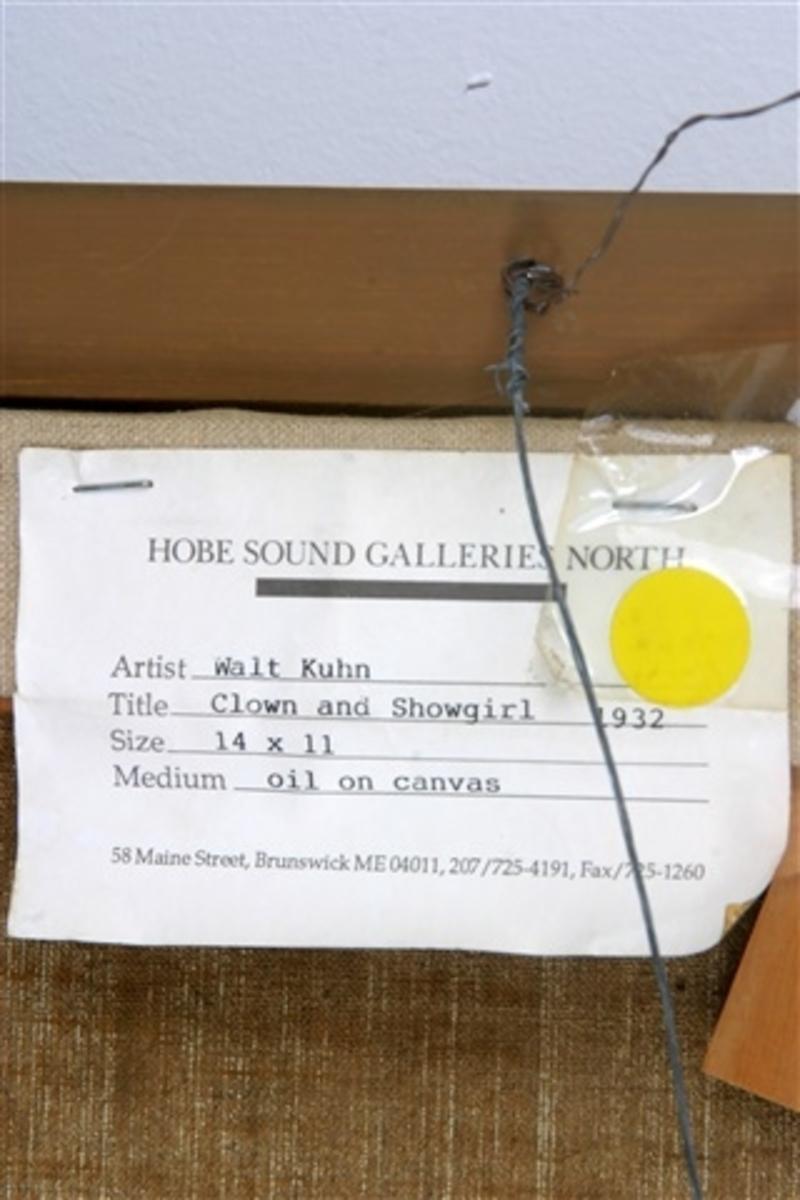 HOBE SOUND GALLERIES NORTH
Artist Walt Kuhn
Title Clown and Showgirl 1932
Size 14 x 11
Medium oil on canvas
58 Maine Street, Brunswick ME 04011, 207/725-4191, Fax/725-1260